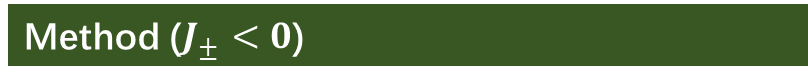 Method (J± < 0)